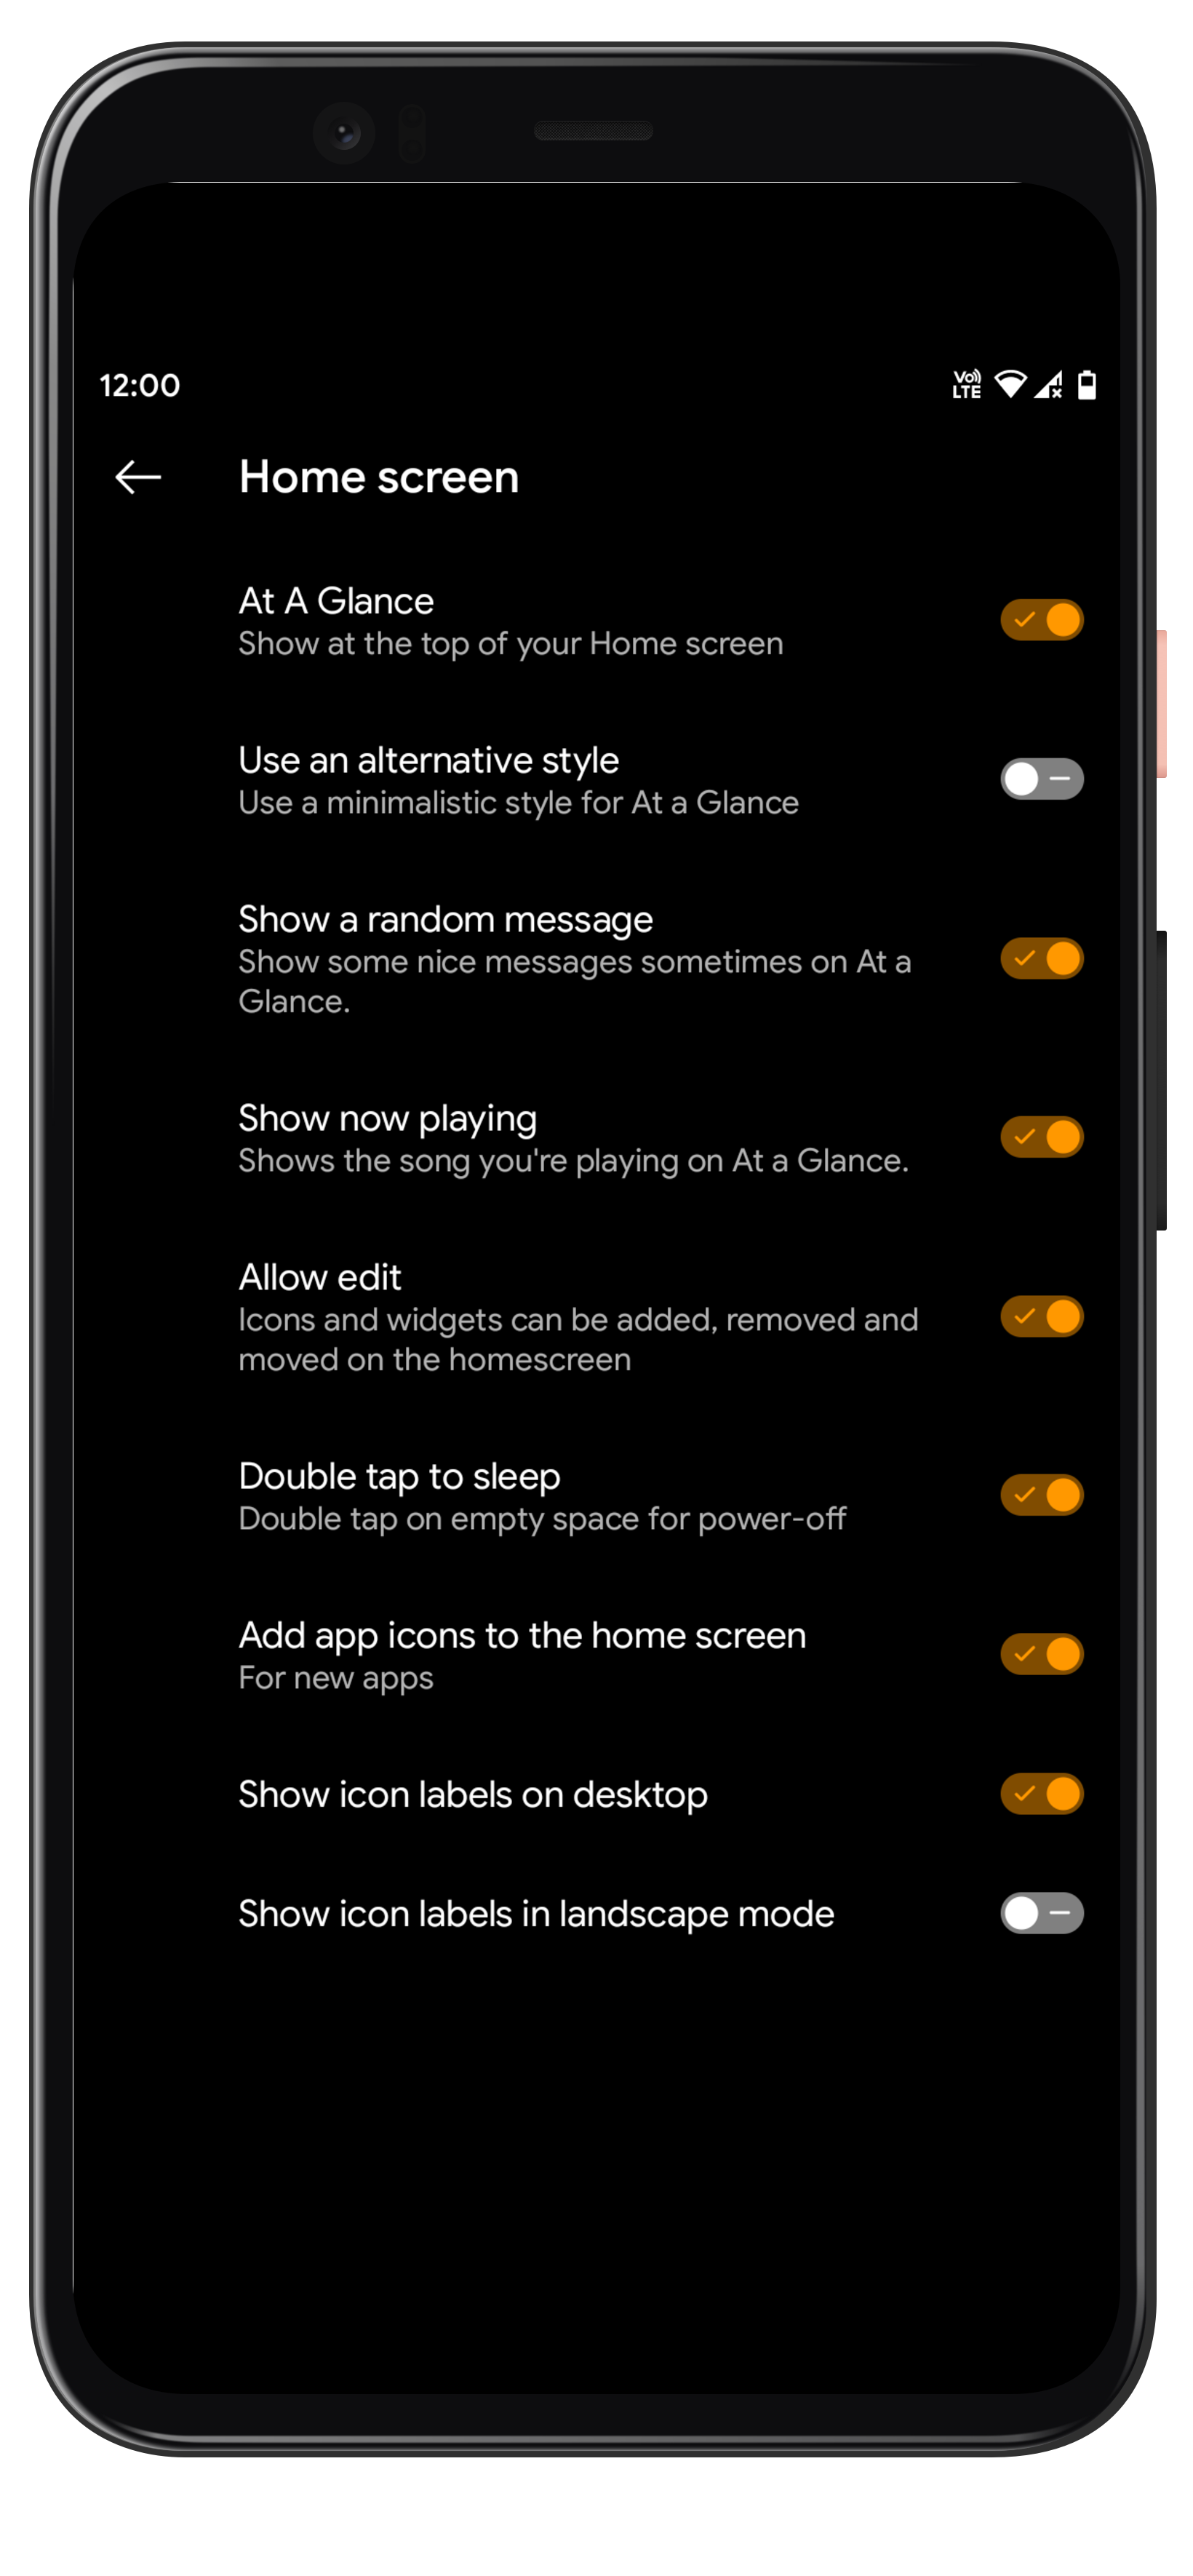 12:00
Vo)) LTE
Home screen
At A Glance
Show at the top of your Home screen
Use an alternative style
Use a minimalistic style for At a Glance
Show a random message
Show some nice messages sometimes on At a
Glance.
Show now playing
Shows the song you're playing on At a Glance.
Allow edit
Icons and widgets can be added, removed and
moved on the homescreen
Double tap to sleep
Double tap on empty space for power-off
Add app icons to the home screen
For new apps
Show icon labels on desktop
Show icon labels in landscape mode